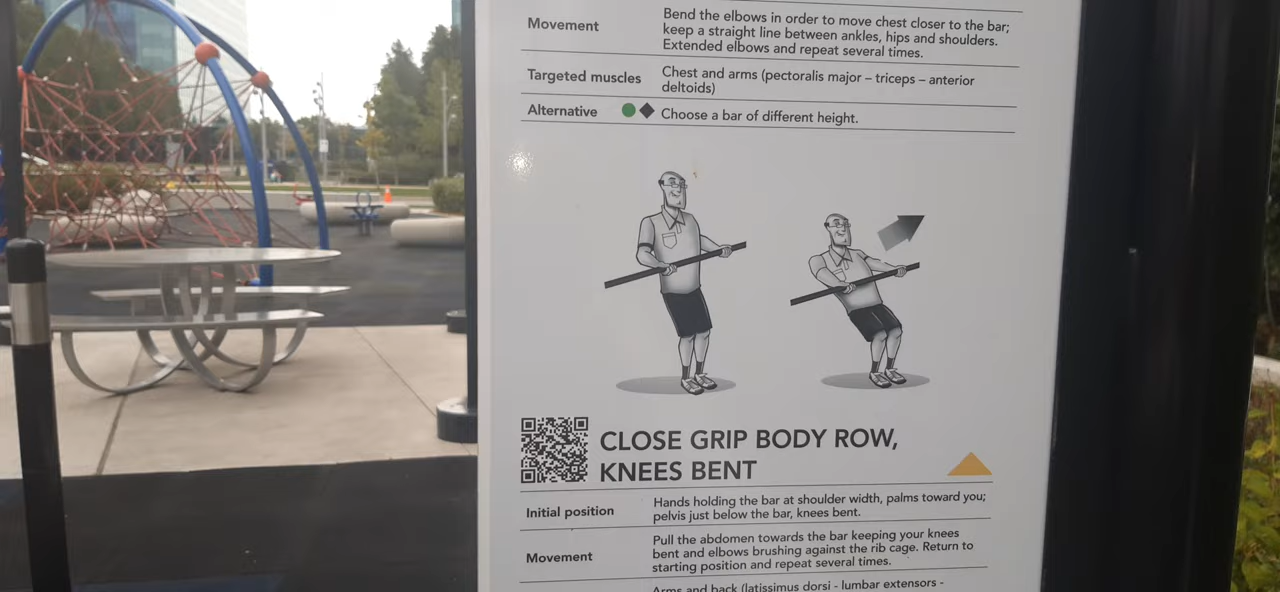 Movement
Bend the elbows in order to move chest closer to the bar;
keep a straight line between ankles, hips and shoulders.
Extended elbows and repeat several times.
Targeted muscles
Chest and arms (pectoralis major – triceps – anterior
deltoids)
Alternative
Choose a bar of different height.
CLOSE GRIP BODY ROW,
KNEES BENT
Initial position
Hands holding the bar at shoulder width, palms toward you;
pelvis just below the bar, knees bent.
Movement
Pull the abdomen towards the bar keeping your knees
bent and elbows brushing against the rib cage. Return to
starting position and repeat several times.
Arms and back (latissimus dorsi - lumbar extensors -